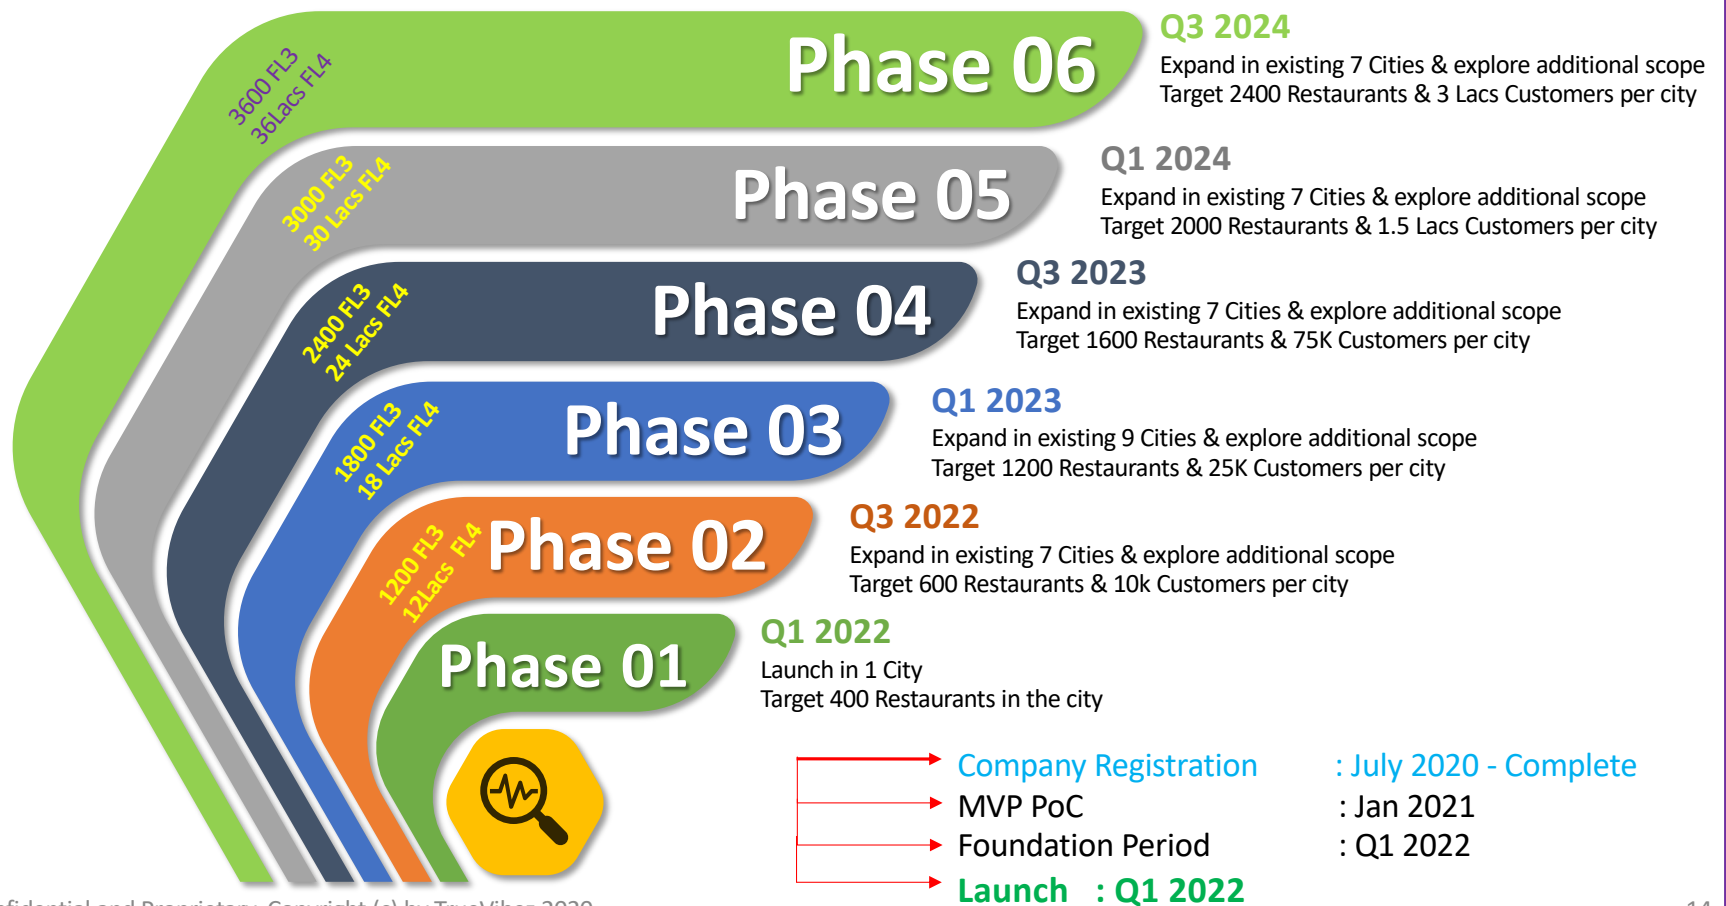 Phase 06
3600 FL3
36Lacs FL4
Q3 2024
Expand in existing 7 Cities & explore additional scope
Target 2400 Restaurants & 3 Lacs Customers per city
Phase 05
3000 FL3
30 Lacs FL4
Q1 2024
Expand in existing 7 Cities & explore additional scope
Target 2000 Restaurants & 1.5 Lacs Customers per city
Phase 04
2400 FL3
24 Lacs FL4
Q3 2023
Expand in existing 7 Cities & explore additional scope
Target 1600 Restaurants & 75K Customers per city
Phase 03
1800 FL3
18 Lacs FL4
Q1 2023
Expand in existing 9 Cities & explore additional scope
Target 1200 Restaurants & 25K Customers per city
Phase 02
1200 FL3
12Lacs FL4
Q3 2022
Expand in existing 7 Cities & explore additional scope
Target 600 Restaurants & 10k Customers per city
Phase 01
Q1 2022
Launch in 1 City
Target 400 Restaurants in the city
Company Registration : July 2020 - Complete
MVP PoC : Jan 2021
Foundation Period : Q1 2022
Launch : Q1 2022
and Proprietary. Copyright (c) by
14